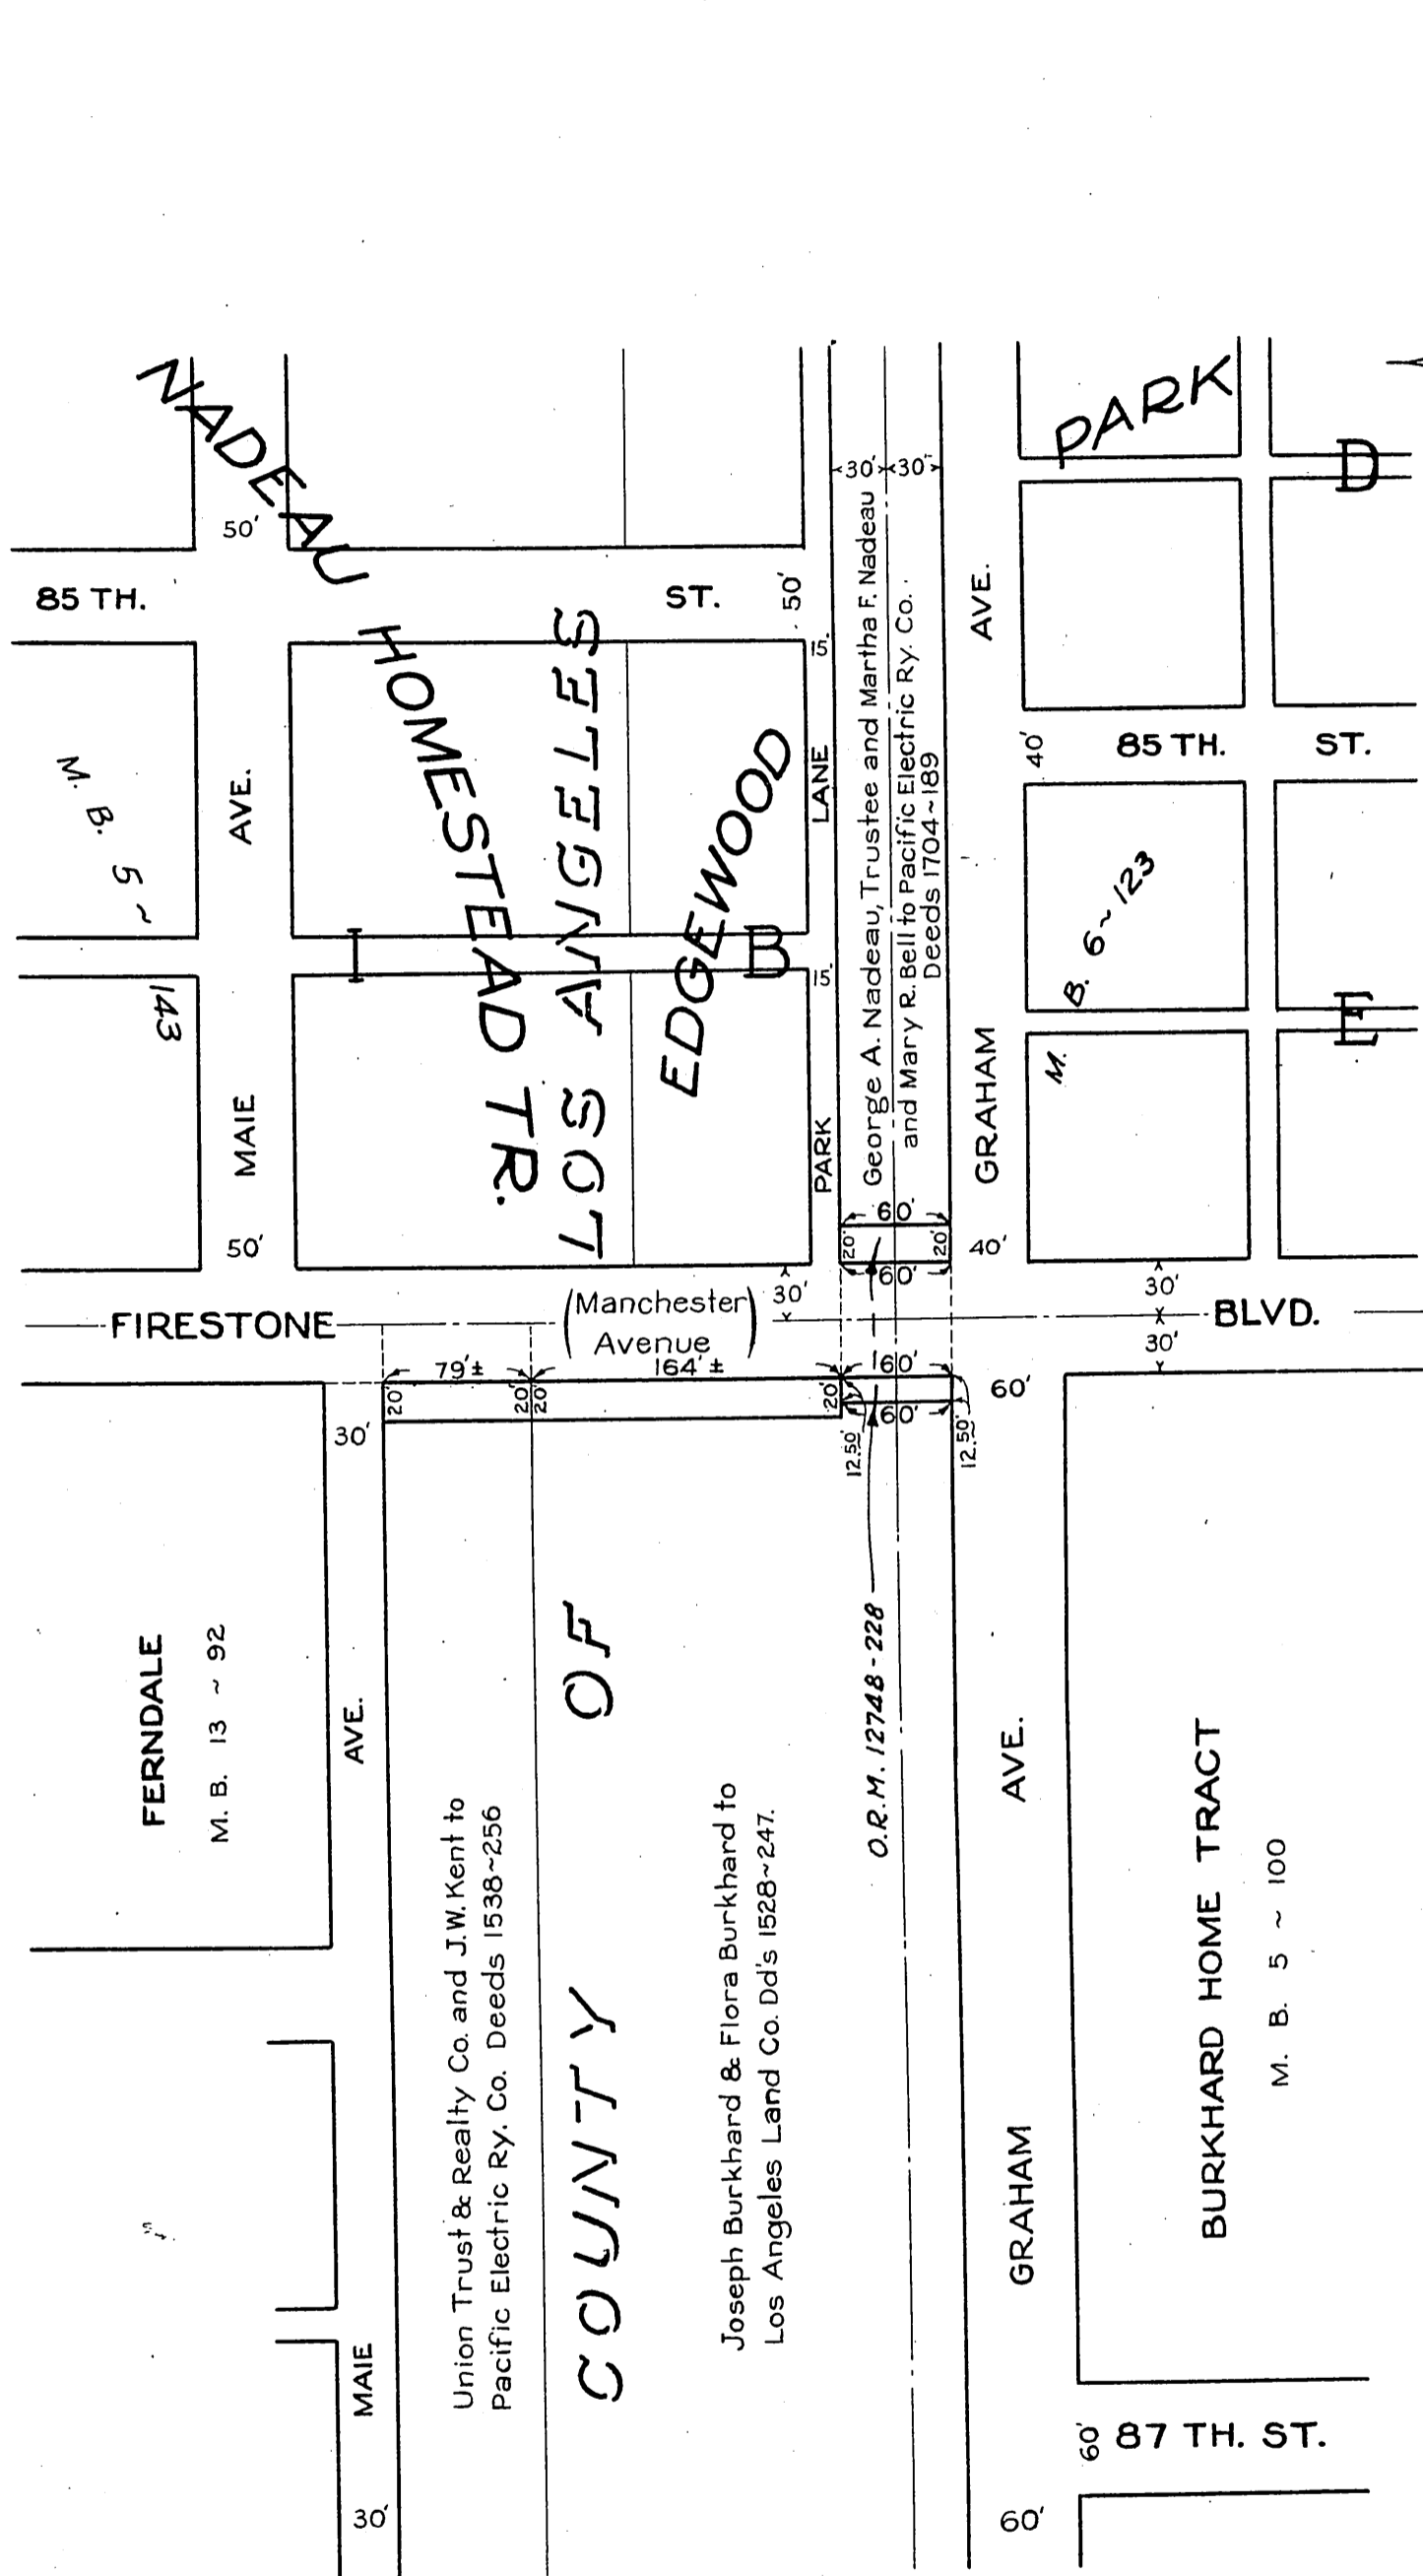 NADEAU
HOMESTEAD TR.
M. B. 5 ~ 143
PARK
D
<30'><30'>
50'
85 TH.
ST.
50'
15'
AVE.
George A. Nadeau, Trustee and Martha F. Nadeau
and Mary R. Bell to Pacific Electric Ry. Co.
Deeds 1704~189
40'
85 TH.
ST.
AVE.
LANE
EDGEWOOD
M. B. 6~123
I
B
15'
E
MAIE
PARK
GRAHAM
50'
60'
20'
20'
40'
60'
30'
30'
FIRESTONE
(Manchester
Avenue)
BLVD.
30'
79'±
164'±
160'
60'
20'
20'
20'
20'
60'
12.50'
12.50'
30'
COUNTY OF
LOS ANGELES
O.R.M. 12748-228
FERNDALE
M. B. 13 ~ 92
AVE.
Union Trust & Realty Co. and J.W. Kent to
Pacific Electric Ry. Co. Deeds 1538~256
Joseph Burkhard & Flora Burkhard to
Los Angeles Land Co. Dd's 1528~247.
AVE.
BURKHARD HOME TRACT
M. B. 5 ~ 100
MAIE
GRAHAM
60'
87 TH. ST.
30'
60'